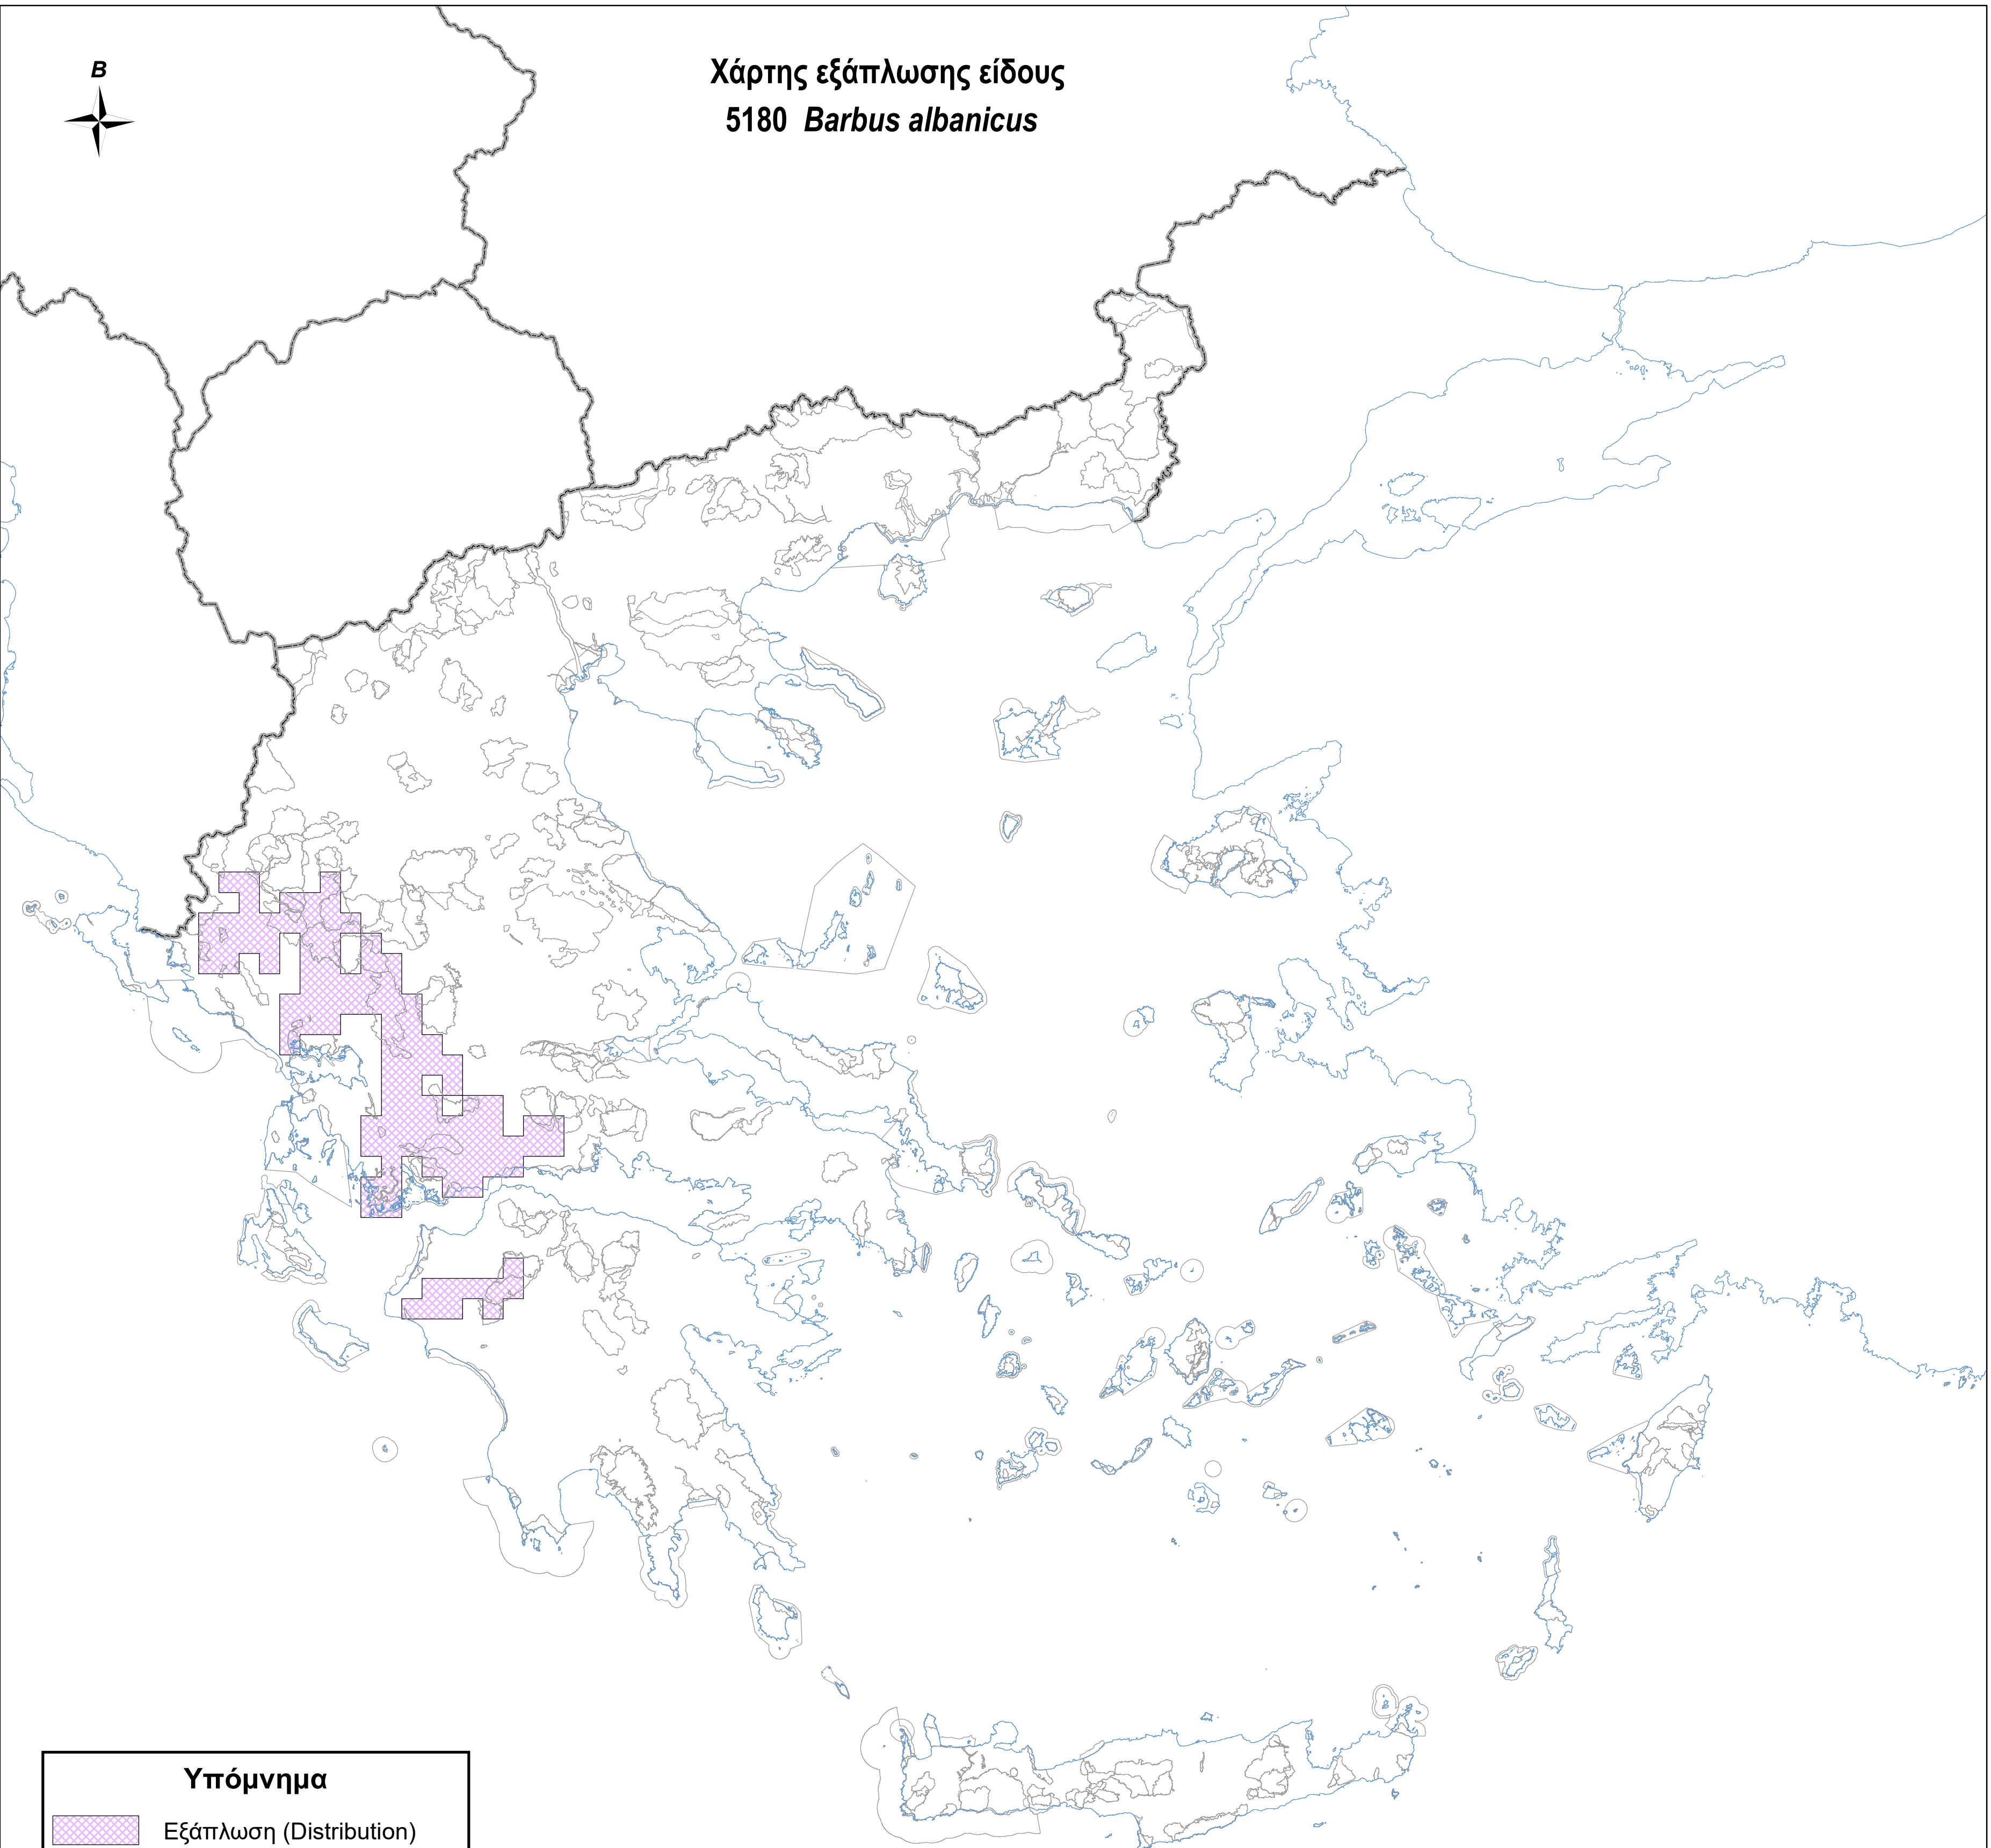 B
Χάρτης εξάπλωσης είδους
5180 Barbus albanicus
Υπόμνημα
Εξάπλωση (Distribution)